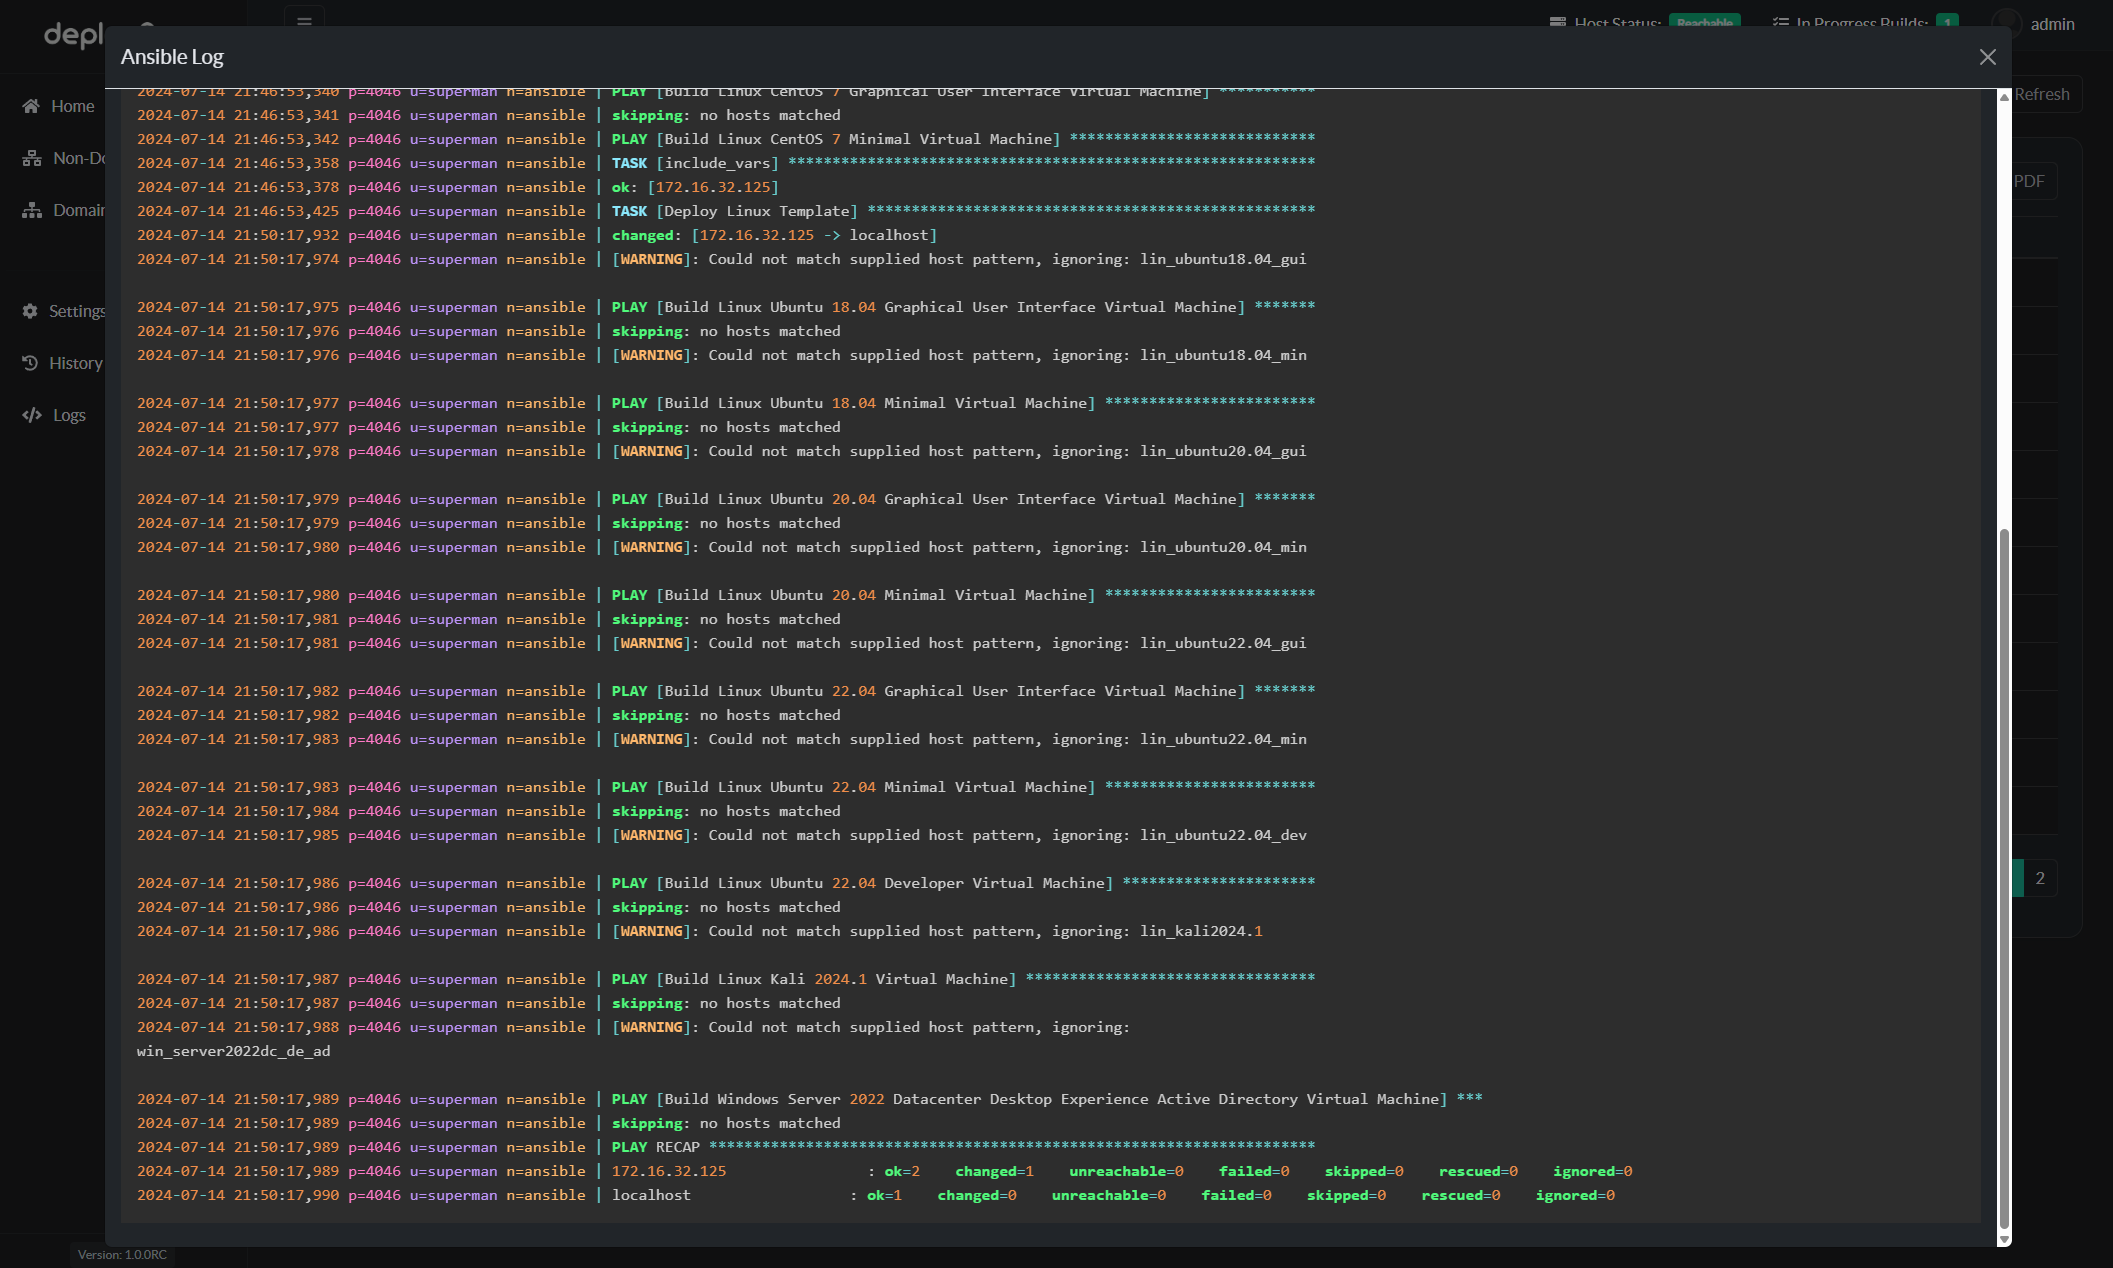 Host Status: Reachable In Progress Builds: 1 admin
Ansible Log
Home
Non-Do
Domain
Settings
History
Logs
Refresh
PDF
2
2024-07-14 21:46:53,340 p=4046 u=superman n=ansible | PLAY [Build Linux CentOS 7 Graphical User Interface Virtual Machine] ***********
2024-07-14 21:46:53,341 p=4046 u=superman n=ansible | skipping: no hosts matched
2024-07-14 21:46:53,342 p=4046 u=superman n=ansible | PLAY [Build Linux CentOS 7 Minimal Virtual Machine] ****************************
2024-07-14 21:46:53,358 p=4046 u=superman n=ansible | TASK [include_vars] ************************************************************
2024-07-14 21:46:53,378 p=4046 u=superman n=ansible | ok: [172.16.32.125]
2024-07-14 21:46:53,425 p=4046 u=superman n=ansible | TASK [Deploy Linux Template] ***************************************************
2024-07-14 21:50:17,932 p=4046 u=superman n=ansible | changed: [172.16.32.125 -> localhost]
2024-07-14 21:50:17,974 p=4046 u=superman n=ansible | [WARNING]: Could not match supplied host pattern, ignoring: lin_ubuntu18.04_gui
2024-07-14 21:50:17,975 p=4046 u=superman n=ansible | PLAY [Build Linux Ubuntu 18.04 Graphical User Interface Virtual Machine] *******
2024-07-14 21:50:17,976 p=4046 u=superman n=ansible | skipping: no hosts matched
2024-07-14 21:50:17,976 p=4046 u=superman n=ansible | [WARNING]: Could not match supplied host pattern, ignoring: lin_ubuntu18.04_min
2024-07-14 21:50:17,977 p=4046 u=superman n=ansible | PLAY [Build Linux Ubuntu 18.04 Minimal Virtual Machine] ************************
2024-07-14 21:50:17,977 p=4046 u=superman n=ansible | skipping: no hosts matched
2024-07-14 21:50:17,978 p=4046 u=superman n=ansible | [WARNING]: Could not match supplied host pattern, ignoring: lin_ubuntu20.04_gui
2024-07-14 21:50:17,979 p=4046 u=superman n=ansible | PLAY [Build Linux Ubuntu 20.04 Graphical User Interface Virtual Machine] *******
2024-07-14 21:50:17,979 p=4046 u=superman n=ansible | skipping: no hosts matched
2024-07-14 21:50:17,980 p=4046 u=superman n=ansible | [WARNING]: Could not match supplied host pattern, ignoring: lin_ubuntu20.04_min
2024-07-14 21:50:17,980 p=4046 u=superman n=ansible | PLAY [Build Linux Ubuntu 20.04 Minimal Virtual Machine] ************************
2024-07-14 21:50:17,981 p=4046 u=superman n=ansible | skipping: no hosts matched
2024-07-14 21:50:17,981 p=4046 u=superman n=ansible | [WARNING]: Could not match supplied host pattern, ignoring: lin_ubuntu22.04_gui
2024-07-14 21:50:17,982 p=4046 u=superman n=ansible | PLAY [Build Linux Ubuntu 22.04 Graphical User Interface Virtual Machine] *******
2024-07-14 21:50:17,982 p=4046 u=superman n=ansible | skipping: no hosts matched
2024-07-14 21:50:17,983 p=4046 u=superman n=ansible | [WARNING]: Could not match supplied host pattern, ignoring: lin_ubuntu22.04_min
2024-07-14 21:50:17,983 p=4046 u=superman n=ansible | PLAY [Build Linux Ubuntu 22.04 Minimal Virtual Machine] ************************
2024-07-14 21:50:17,984 p=4046 u=superman n=ansible | skipping: no hosts matched
2024-07-14 21:50:17,985 p=4046 u=superman n=ansible | [WARNING]: Could not match supplied host pattern, ignoring: lin_ubuntu22.04_dev
2024-07-14 21:50:17,986 p=4046 u=superman n=ansible | PLAY [Build Linux Ubuntu 22.04 Developer Virtual Machine] **********************
2024-07-14 21:50:17,986 p=4046 u=superman n=ansible | skipping: no hosts matched
2024-07-14 21:50:17,986 p=4046 u=superman n=ansible | [WARNING]: Could not match supplied host pattern, ignoring: lin_kali2024.1
2024-07-14 21:50:17,987 p=4046 u=superman n=ansible | PLAY [Build Linux Kali 2024.1 Virtual Machine] *********************************
2024-07-14 21:50:17,987 p=4046 u=superman n=ansible | skipping: no hosts matched
2024-07-14 21:50:17,988 p=4046 u=superman n=ansible | [WARNING]: Could not match supplied host pattern, ignoring:
win_server2022dc_de_ad
2024-07-14 21:50:17,989 p=4046 u=superman n=ansible | PLAY [Build Windows Server 2022 Datacenter Desktop Experience Active Directory Virtual Machine] ***
2024-07-14 21:50:17,989 p=4046 u=superman n=ansible | skipping: no hosts matched
2024-07-14 21:50:17,989 p=4046 u=superman n=ansible | PLAY RECAP *********************************************************************
2024-07-14 21:50:17,989 p=4046 u=superman n=ansible | 172.16.32.125 : ok=2 changed=1 unreachable=0 failed=0 skipped=0 rescued=0 ignored=0
2024-07-14 21:50:17,990 p=4046 u=superman n=ansible | localhost : ok=1 changed=0 unreachable=0 failed=0 skipped=0 rescued=0 ignored=0
Version: 1.0.0RC